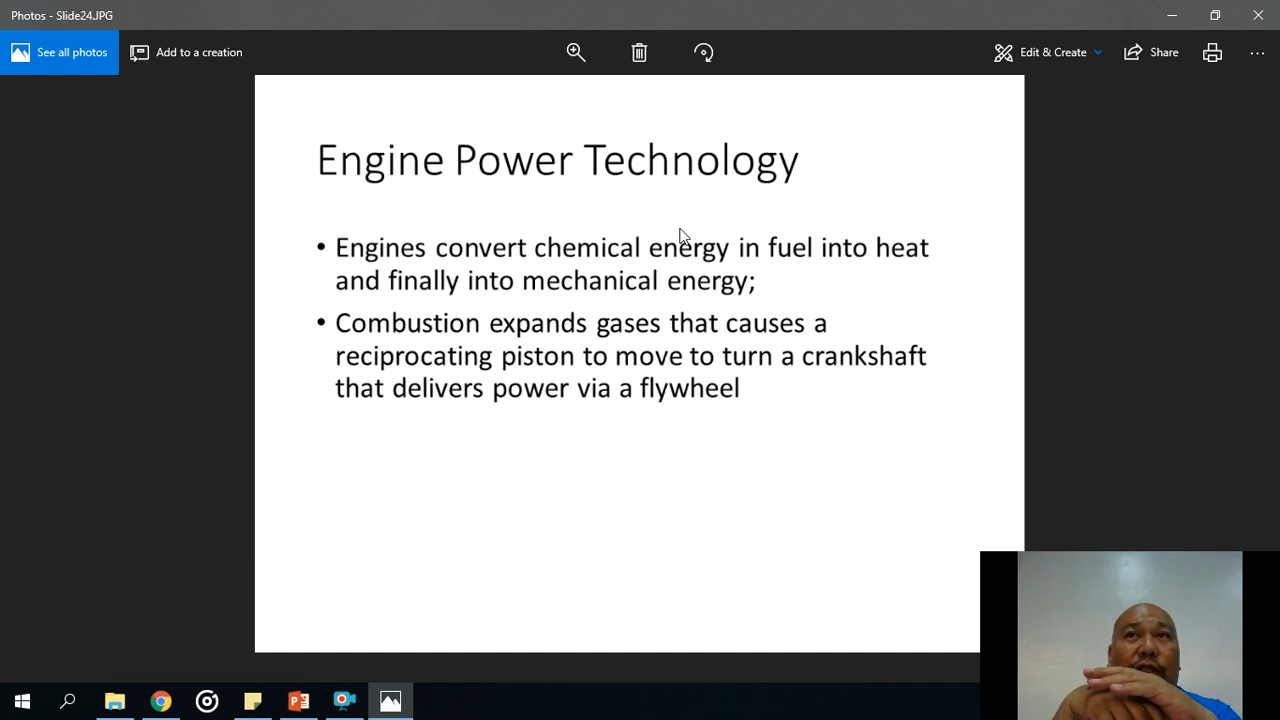 Photos - Slide24.JPG
See all photos
Add to a creation
Edit & Create
Share
Engine Power Technology
• Engines convert chemical energy in fuel into heat
and finally into mechanical energy;
• Combustion expands gases that causes a
reciprocating piston to move to turn a crankshaft
that delivers power via a flywheel